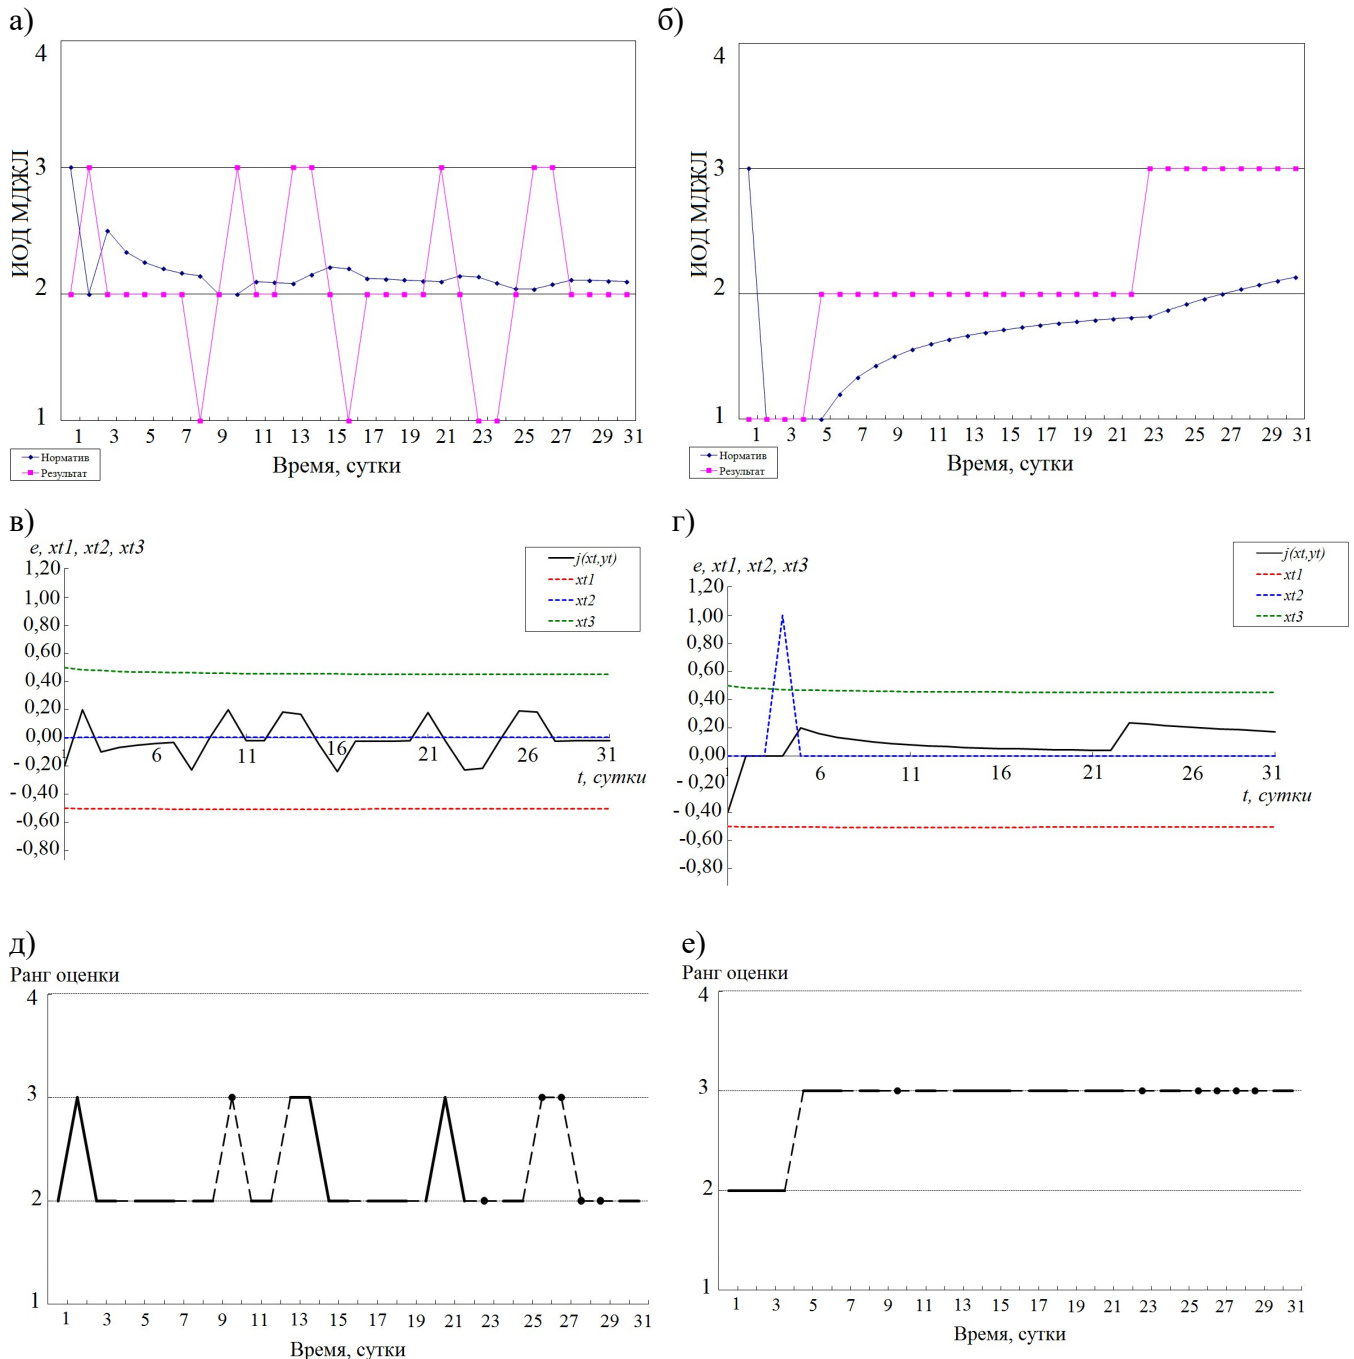 а)
ИОД МДЖЛ
4
3
2
1
1 3 5 7 9 11 13 15 17 19 21 23 25 27 29 31
Время, сутки
Норматив
Результат
б)
ИОД МДЖЛ
4
3
2
1
1 3 5 7 9 11 13 15 17 19 21 23 25 27 29 31
Время, сутки
Норматив
Результат
в)
e, xt1, xt2, xt3
1,20
1,00
0,80
0,60
0,40
0,20
0,00
- 0,20
- 0,40
-0,60
-0,80
6 11 16 21 26 31
t, сутки
j(xt,yt)
xt1
xt2
xt3
г)
e, xt1, xt2, xt3
1,20
1,00
0,80
0,60
0,40
0,20
0,00
- 0,20
- 0,40
-0,60
-0,80
1 6 11 16 21 26 31
t, сутки
j(xt,yt)
xt1
xt2
xt3
д)
Ранг оценки
4
3
2
1
1 3 5 7 9 11 13 15 17 19 21 23 25 27 29 31
Время, сутки
е)
Ранг оценки
4
3
2
1
1 3 5 7 9 11 13 15 17 19 21 23 25 27 29 31
Время, сутки